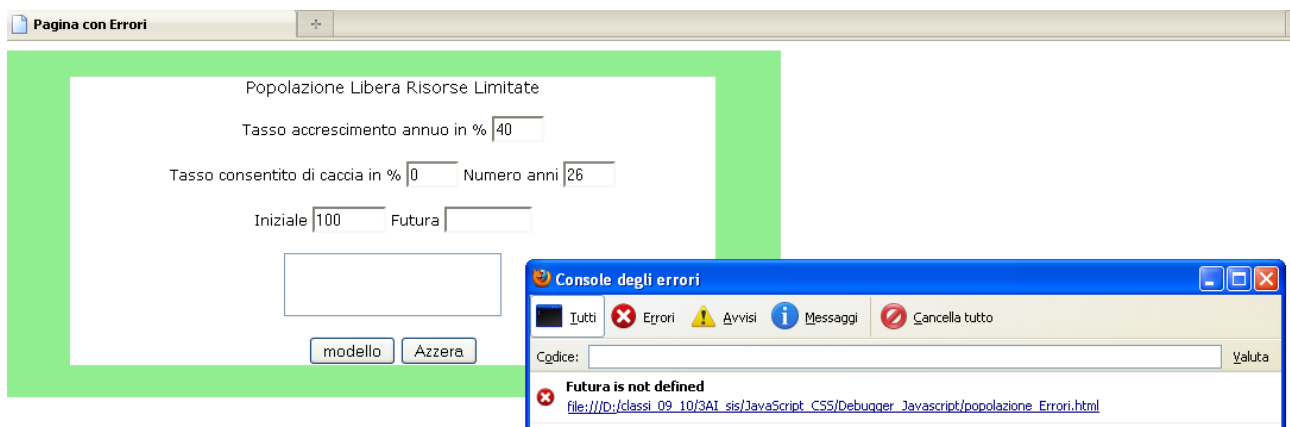 Pagina con Errori
Popolazione Libera Risorse Limitate
Tasso accrescimento annuo in % 40
Tasso consentito di caccia in % 0 Numero anni 26
Iniziale 100 Futura
modello Azzera
Console degli errori
Tutti Errori Avvisi Messaggi Cancella tutto
Codice: Valuta
Futura is not defined
file:///D:/classi_09_10/3AI_sis/JavaScript_CSS/Debugger_Javascript/popolazione_Errori.html